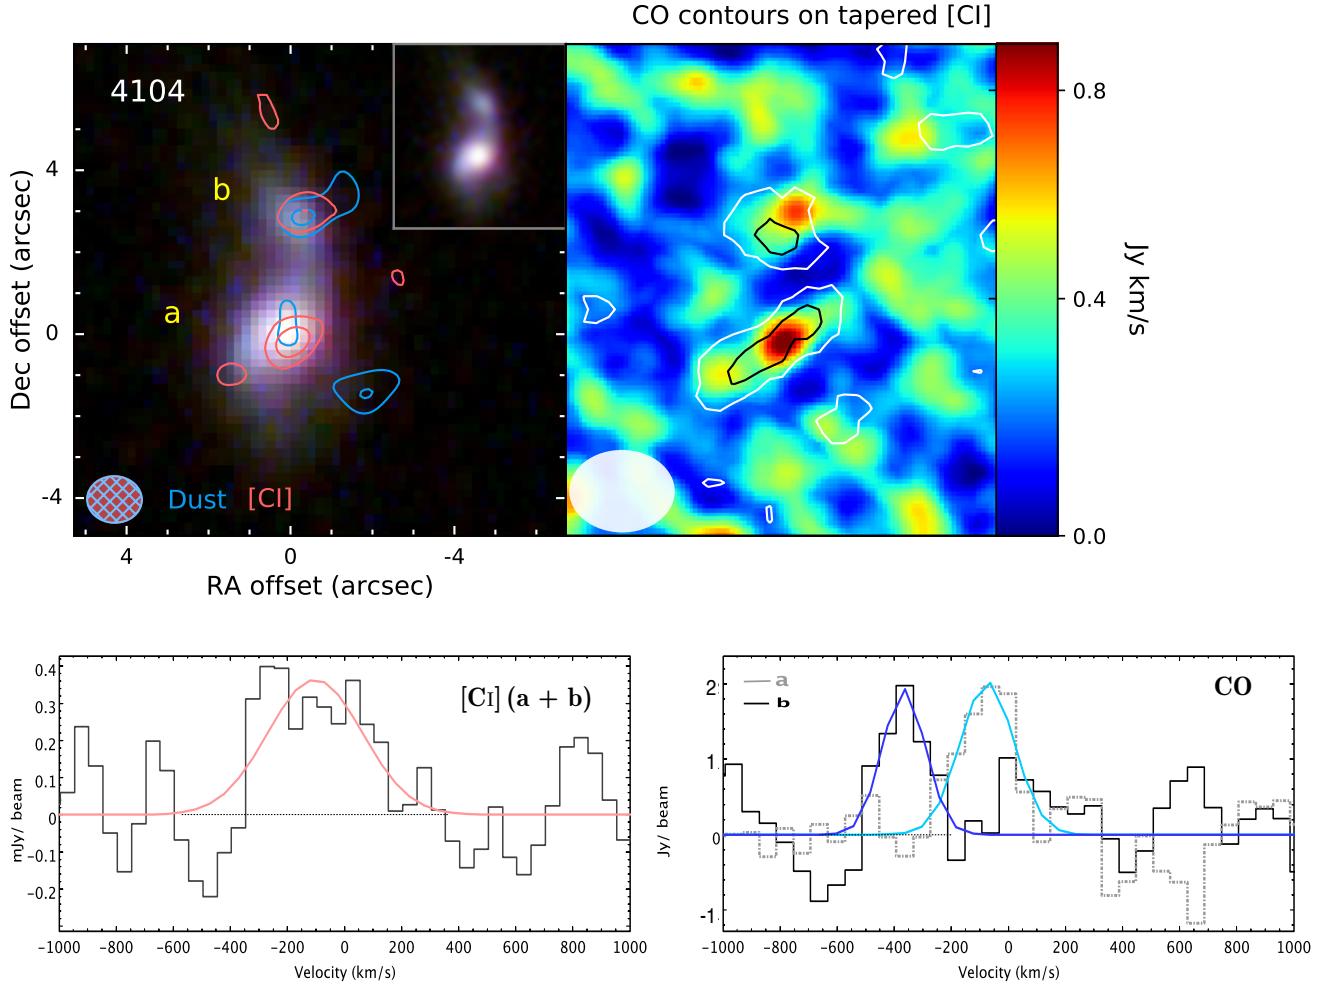 CO contours on tapered [CI]
4104
b
a
Dust [CI]
Dec offset (arcsec)
4
0
-4
4 0 -4
RA offset (arcsec)
0.8
0.4
0.0
Jy km/s
[CI] (a + b)
mJy/ beam
0.4
0.3
0.2
0.1
0
−0.1
−0.2
−1000 −800 −600 −400 −200 0 200 400 600 800 1000
Velocity (km/s)
a
b
CO
Jy/ beam
2
1
0
-1
−1000 −800 −600 −400 −200 0 200 400 600 800 1000
Velocity (km/s)